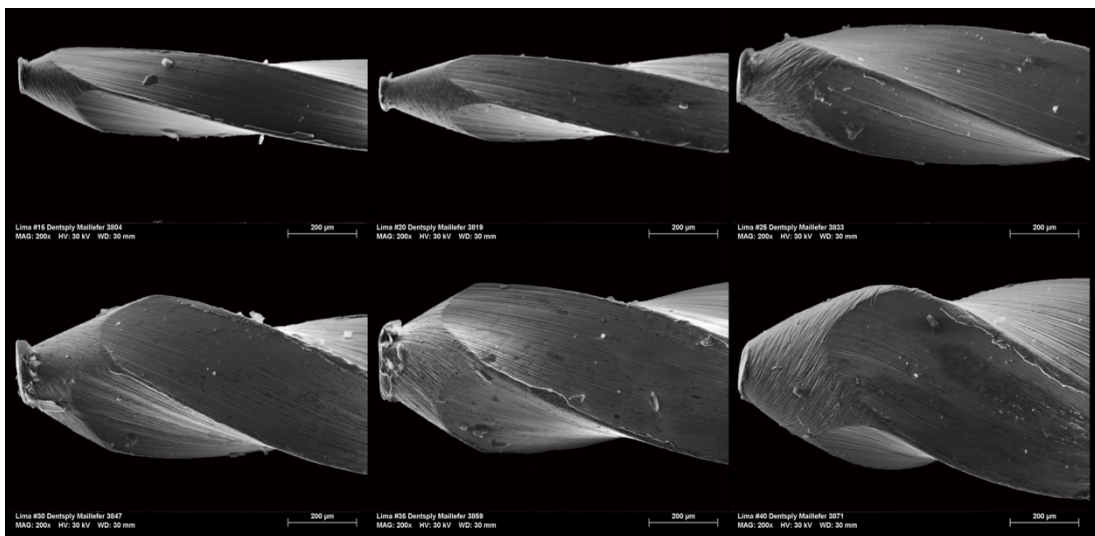 Lima #15 Dentsply Maillefer 3804
MAG: 200x HV: 30 kV WD: 30 mm
200 µm
Lima #20 Dentsply Maillefer 3819
MAG: 200x HV: 30 kV WD: 30 mm
200 µm
Lima #25 Dentsply Maillefer 3833
MAG: 200x HV: 30 kV WD: 30 mm
200 µm
Lima #30 Dentsply Maillefer 3847
MAG: 200x HV: 30 kV WD: 30 mm
200 µm
Lima #35 Dentsply Maillefer 3859
MAG: 200x HV: 30 kV WD: 30 mm
200 µm
Lima #40 Dentsply Maillefer 3871
MAG: 200x HV: 30 kV WD: 30 mm
200 µm